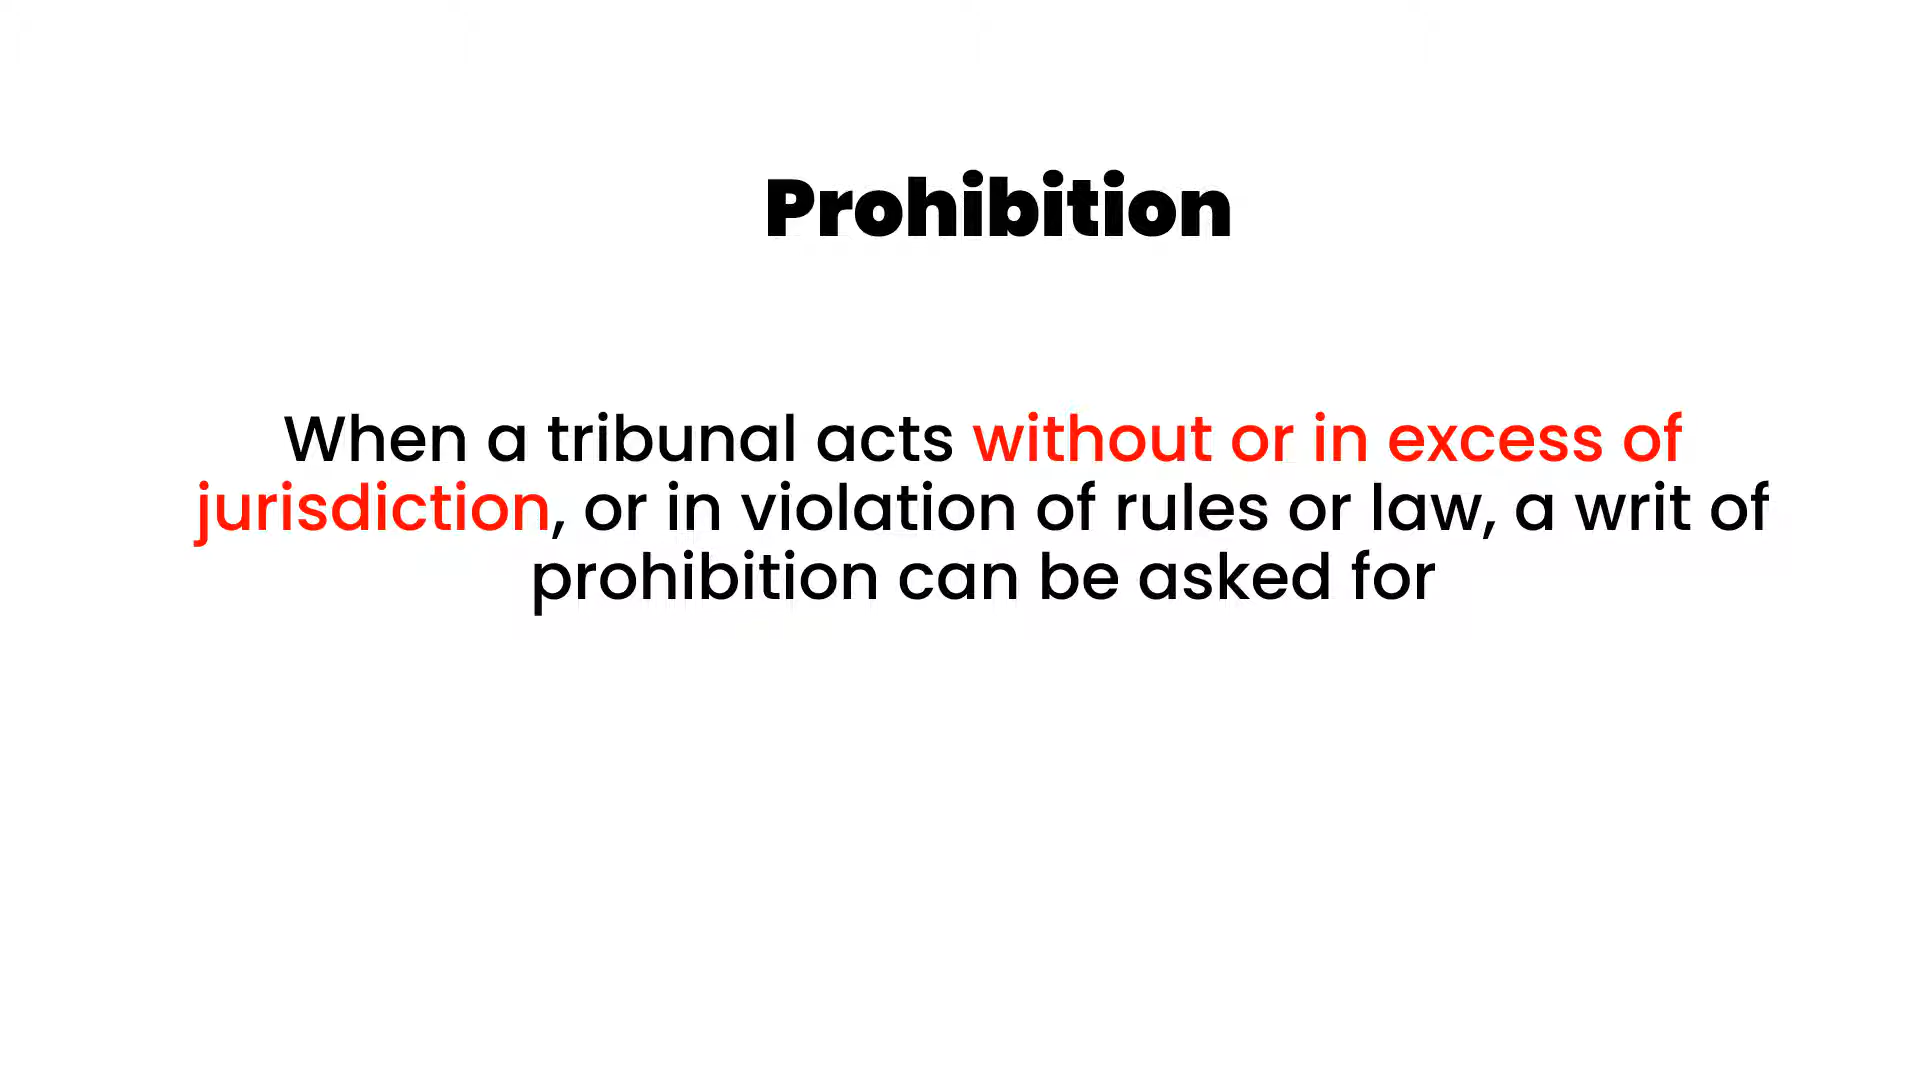 Prohibition
When a tribunal acts without or in excess of
jurisdiction, or in violation of rules or law, a writ of
prohibition can be asked for